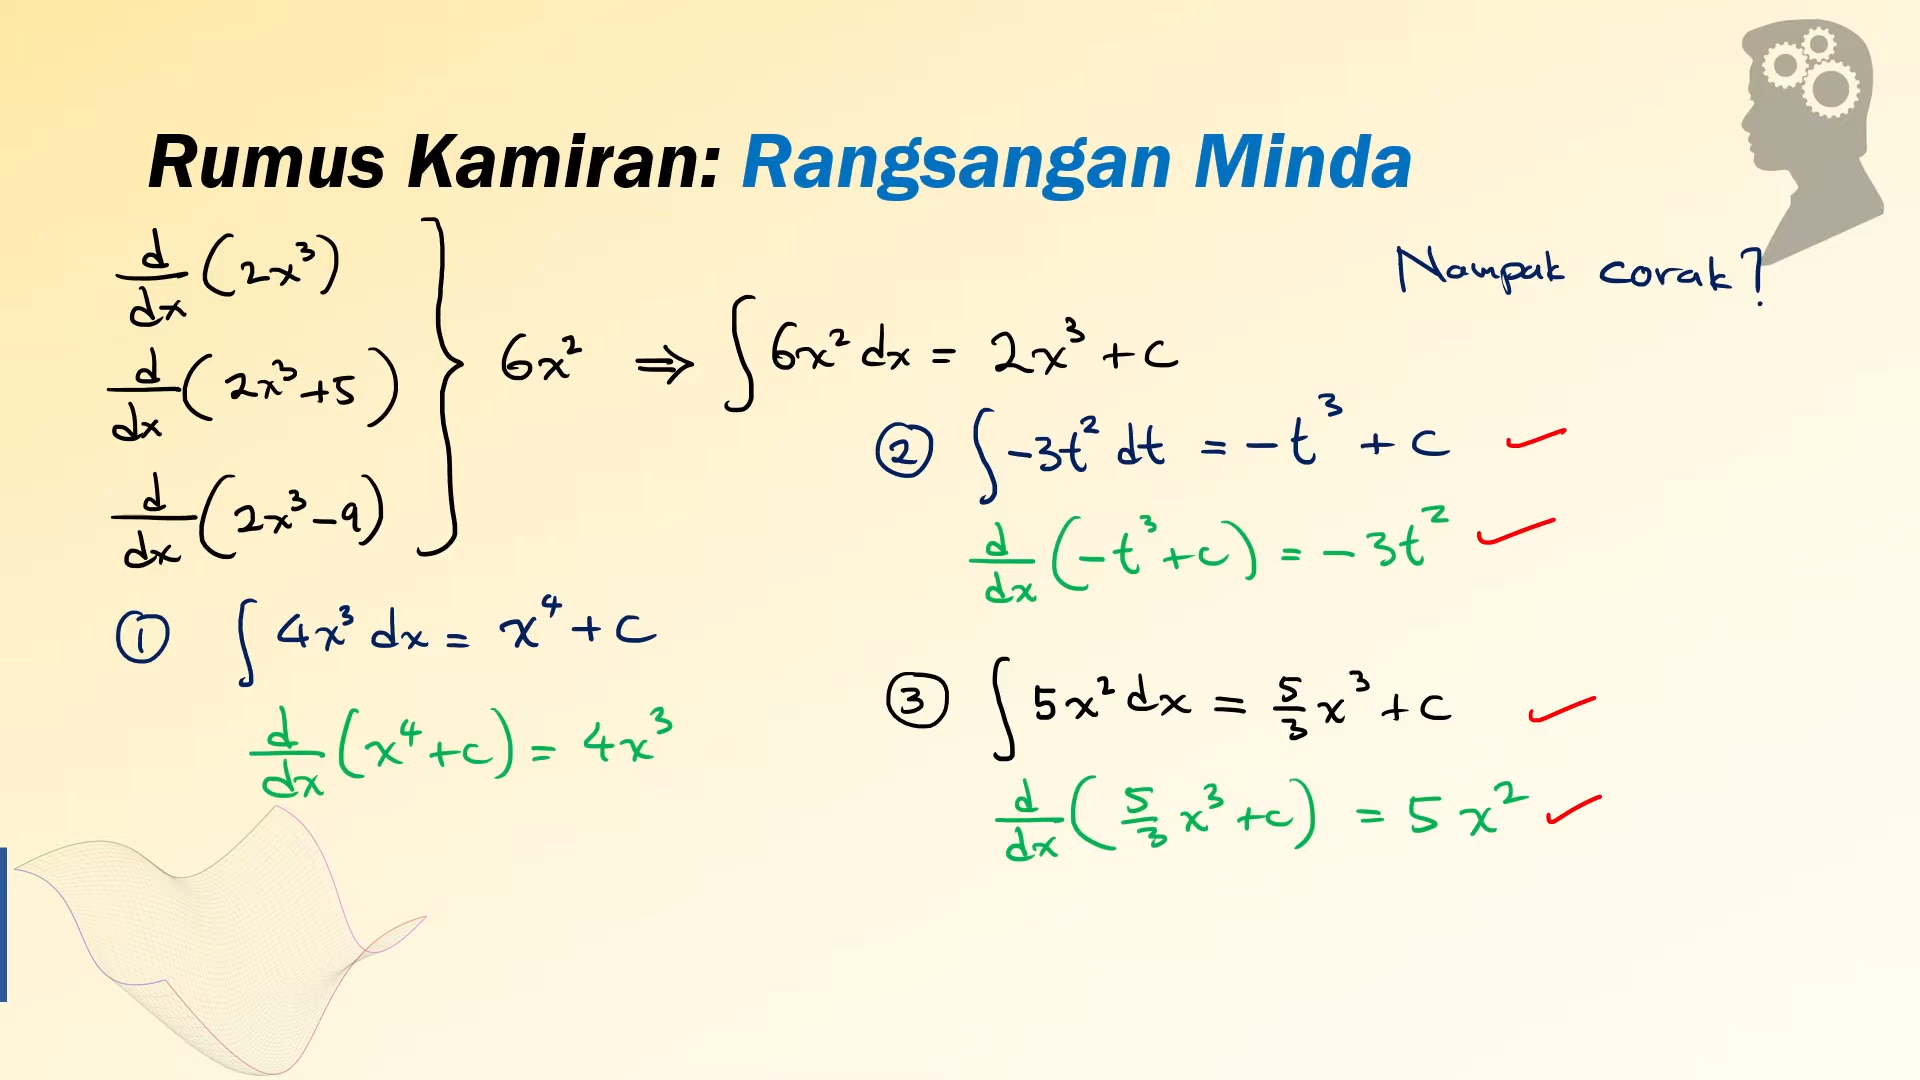 Rumus Kamiran: Rangsangan Minda
Nampak corak?
d/dx (2x³)
d/dx (2x³+5)
d/dx (2x³−9)
} 6x² ⇒ ∫6x² dx = 2x³ + c
① ∫4x³ dx = x⁴ + c
d/dx (x⁴+c) = 4x³
② ∫−3t² dt = −t³ + c ✓
d/dx (−t³+c) = −3t² ✓
③ ∫5x² dx = 5/3 x³ + c ✓
d/dx (5/3 x³+c) = 5x² ✓